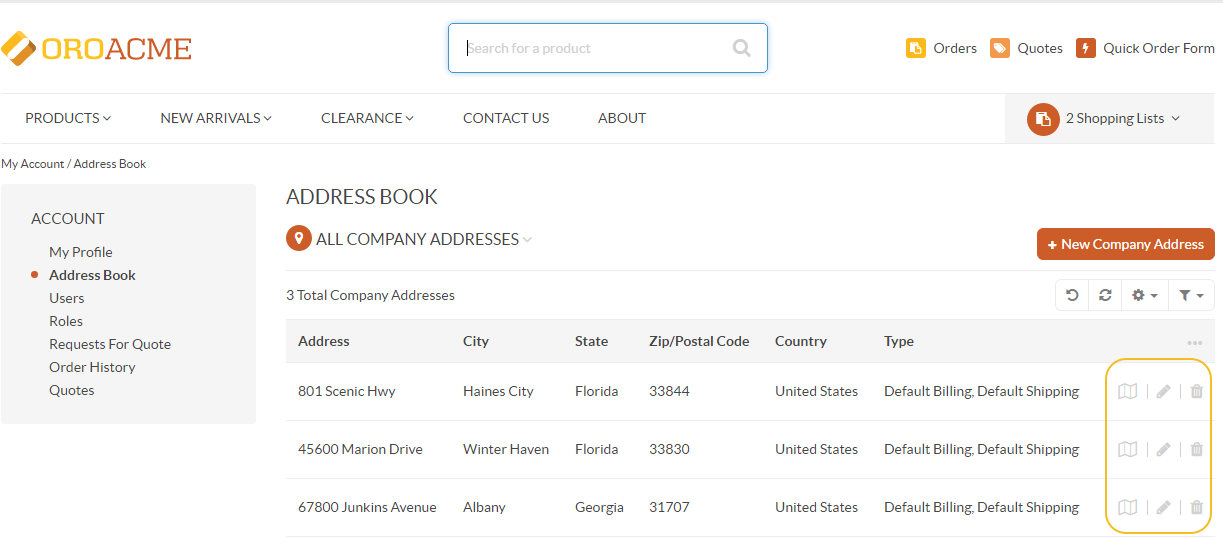 OROACME
Search for a product
Orders
Quotes
Quick Order Form
PRODUCTS
NEW ARRIVALS
CLEARANCE
CONTACT US
ABOUT
2 Shopping Lists
My Account / Address Book
ACCOUNT
My Profile
Address Book
Users
Roles
Requests For Quote
Order History
Quotes
ADDRESS BOOK
ALL COMPANY ADDRESSES
+ New Company Address
3 Total Company Addresses
Address City State Zip/Postal Code Country Type
801 Scenic Hwy Haines City Florida 33844 United States Default Billing, Default Shipping
45600 Marion Drive Winter Haven Florida 33830 United States Default Billing, Default Shipping
67800 Junkins Avenue Albany Georgia 31707 United States Default Billing, Default Shipping